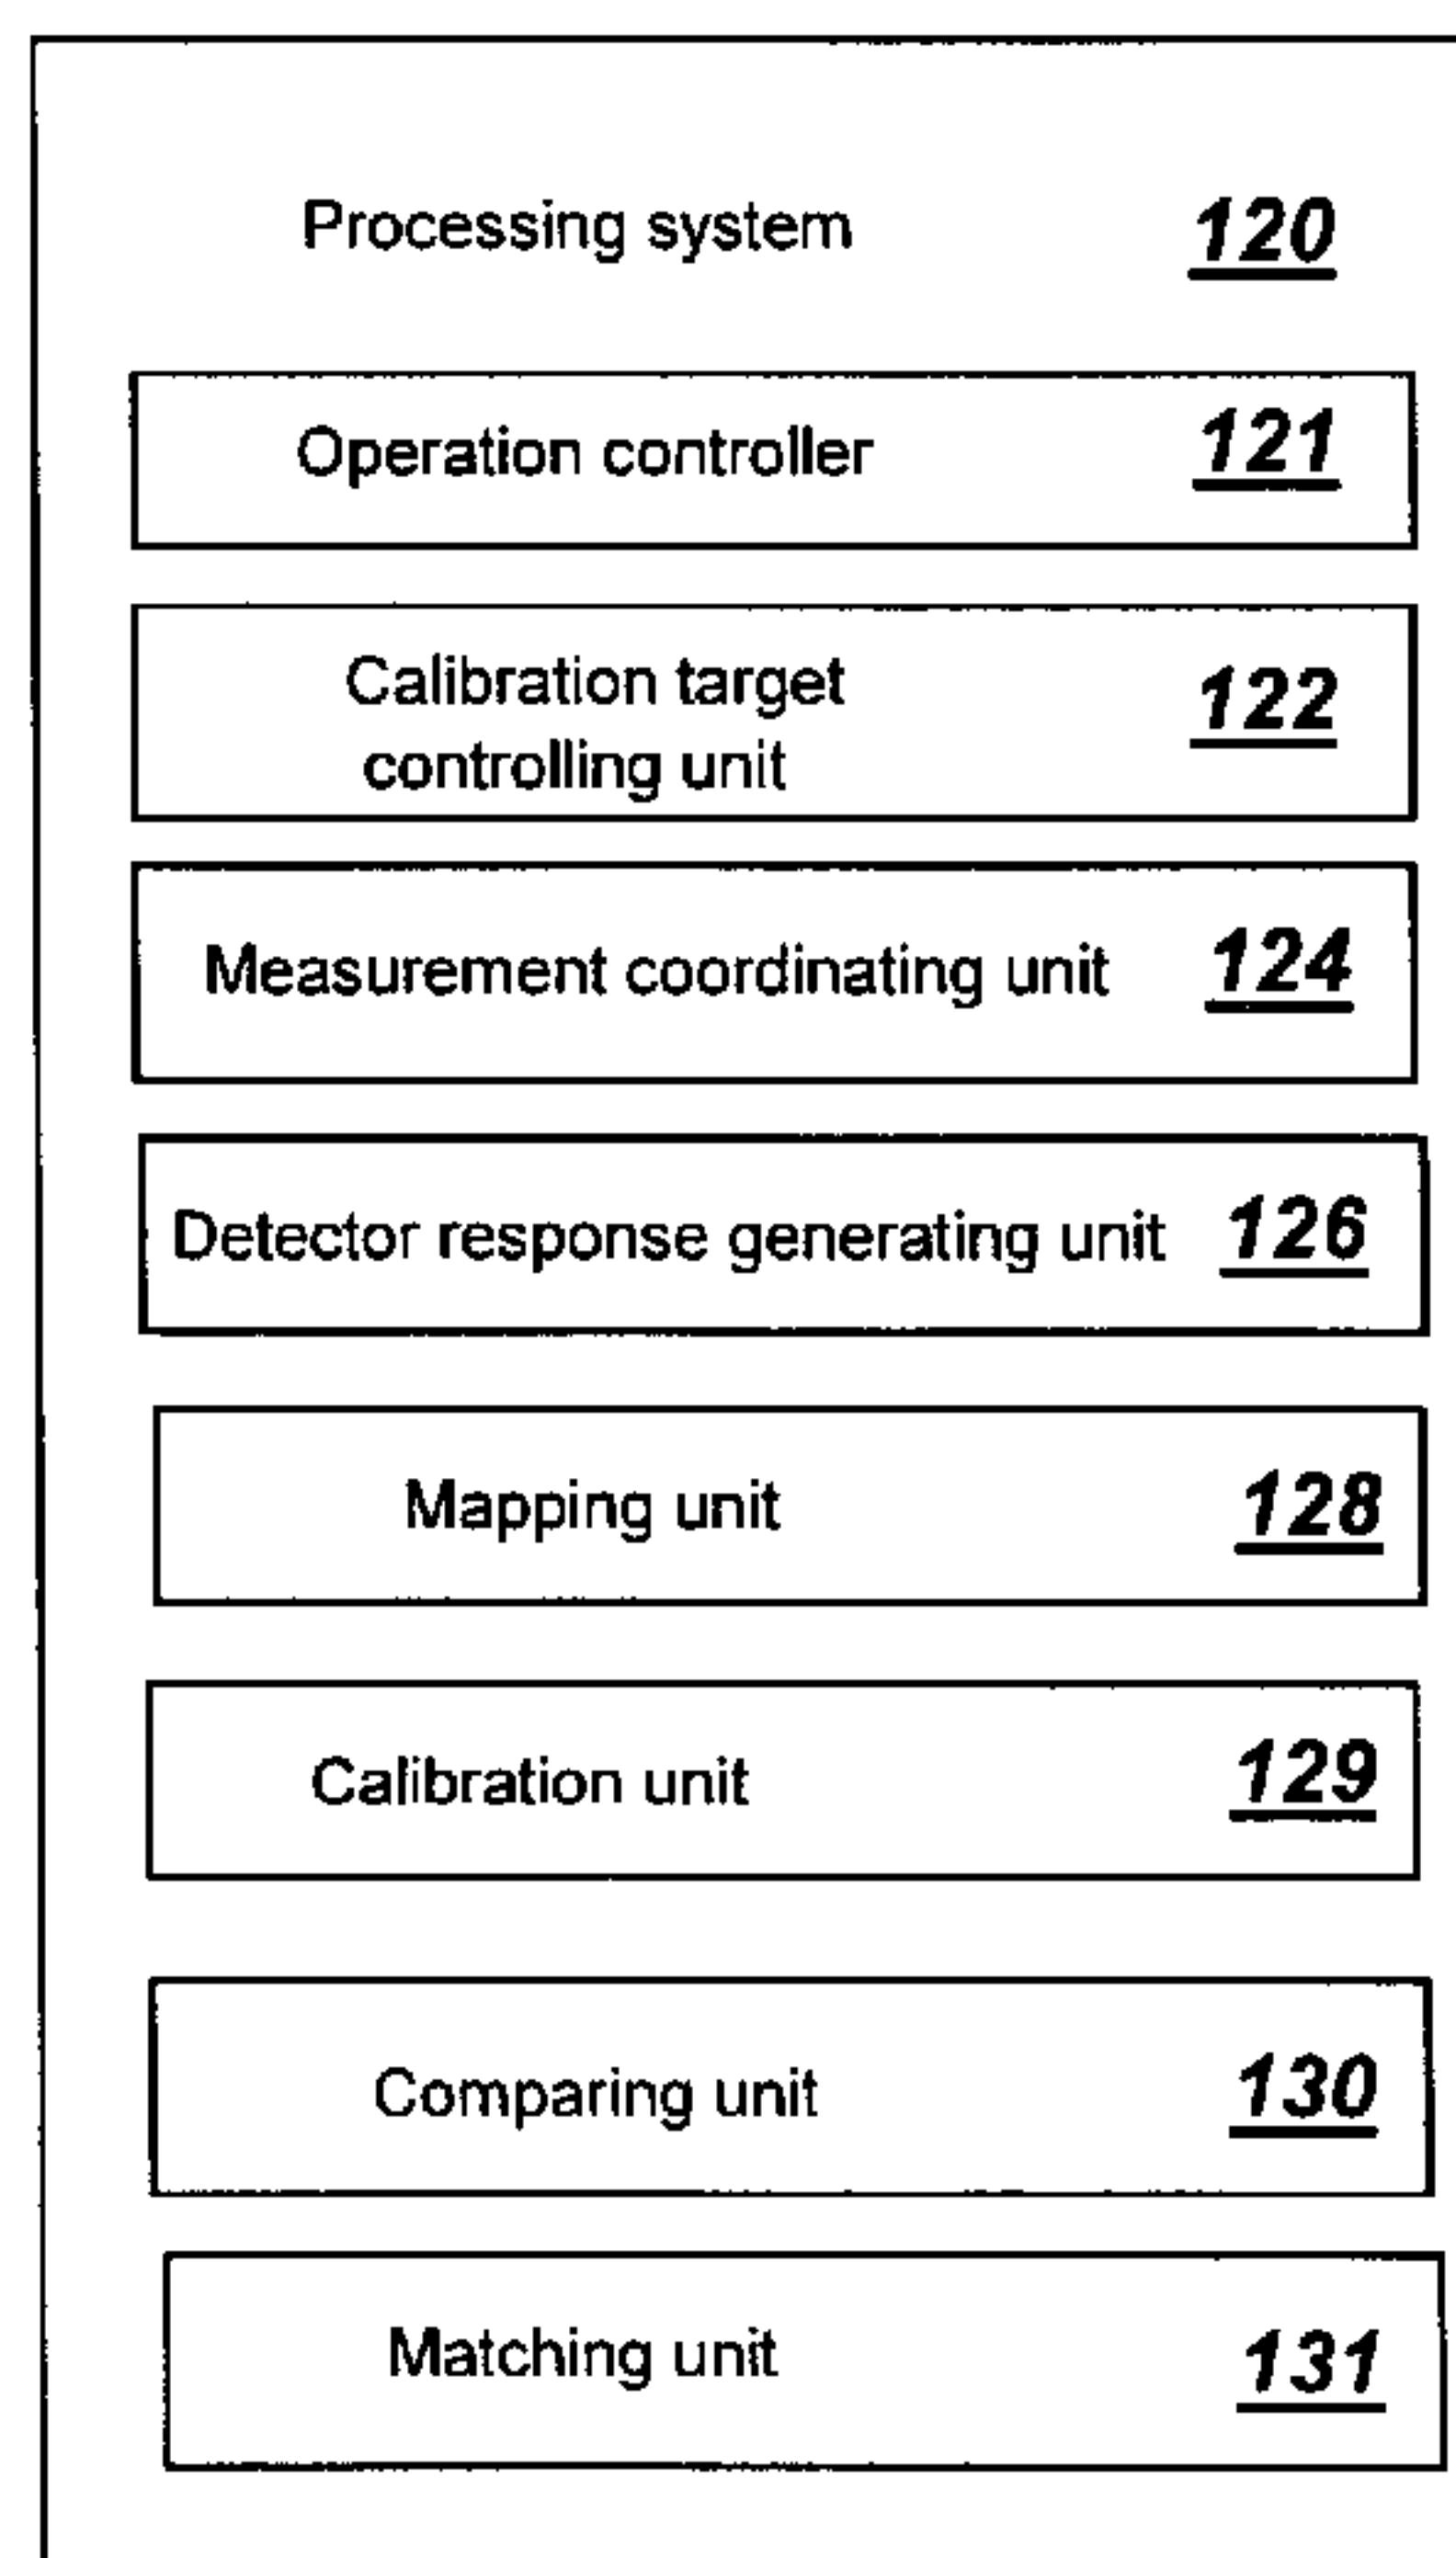 Processing system 120
Operation controller 121
Calibration target 122
controlling unit
Measurement coordinating unit 124
Detector response generating unit 126
Mapping unit 128
Calibration unit 129
Comparing unit 130
Matching unit 131